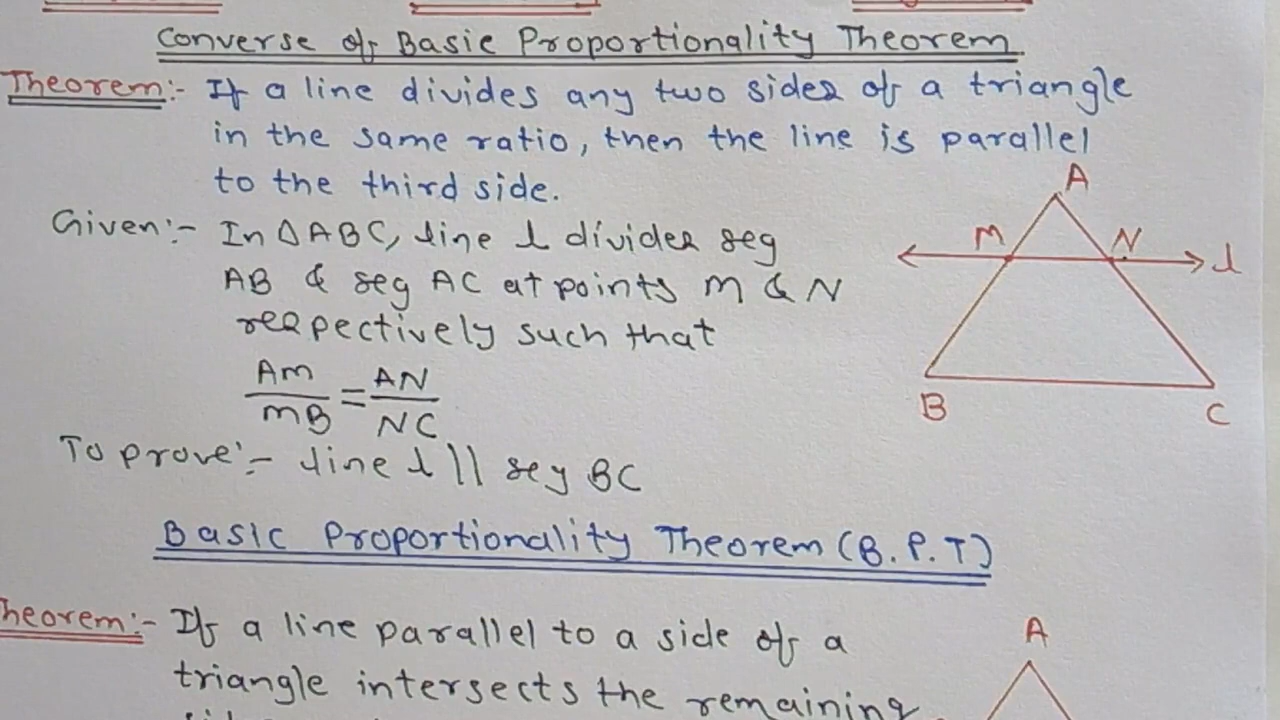 Converse of Basic Proportionality Theorem
Theorem:- If a line divides any two sides of a triangle
in the same ratio, then the line is parallel
to the third side.
Given:- In △ABC, line l divides seg
AB & seg AC at points M & N
respectively such that
AM/MB = AN/NC
To prove:- line l || seg BC
A
M N l
B C
Basic Proportionality Theorem (B.P.T)
Theorem:- If a line parallel to a side of a
triangle intersects the remaining
A